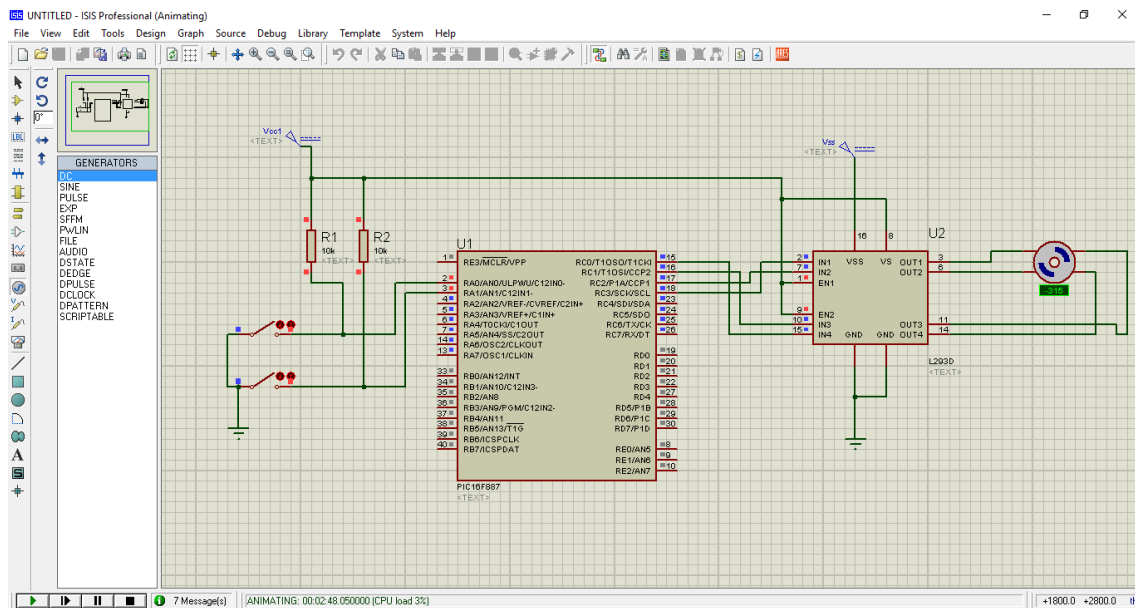 UNTITLED - ISIS Professional (Animating)
File View Edit Tools Design Graph Source Debug Library Template System Help
0°
LBL
ARES
GENERATORS
DC
SINE
PULSE
EXP
SFFM
PWLIN
FILE
AUDIO
DSTATE
DEDGE
DPULSE
DCLOCK
DPATTERN
SCRIPTABLE
Vcc1
<TEXT>
Vss
<TEXT>
R1
10k
<TEXT>
R2
10k
<TEXT>
U1
1 RE3/MCLR/VPP
2 RA0/AN0/ULPWU/C12IN0-
3 RA1/AN1/C12IN1-
4 RA2/AN2/VREF-/CVREF/C2IN+
5 RA3/AN3/VREF+/C1IN+
6 RA4/T0CKI/C1OUT
7 RA5/AN4/SS/C2OUT
14 RA6/OSC2/CLKOUT
13 RA7/OSC1/CLKIN
33 RB0/AN12/INT
34 RB1/AN10/C12IN3-
35 RB2/AN8
36 RB3/AN9/PGM/C12IN2-
37 RB4/AN11
38 RB5/AN13/T1G
39 RB6/ICSPCLK
40 RB7/ICSPDAT
RC0/T1OSO/T1CKI 15
RC1/T1OSI/CCP2 16
RC2/P1A/CCP1 17
RC3/SCK/SCL 18
RC4/SDI/SDA 23
RC5/SDO 24
RC6/TX/CK 25
RC7/RX/DT 26
RD0 19
RD1 20
RD2 21
RD3 22
RD4 27
RD5/P1B 28
RD6/P1C 29
RD7/P1D 30
RE0/AN5 8
RE1/AN6 9
RE2/AN7 10
PIC16F887
<TEXT>
U2
16 8
VSS VS
2 IN1 OUT1 3
7 IN2 OUT2 6
1 EN1
9 EN2
10 IN3 OUT3 11
15 IN4 GND GND OUT4 14
L293D
<TEXT>
-315
7 Message(s)
ANIMATING: 00:02:48.050000 (CPU load 3%)
+1800.0 +2800.0